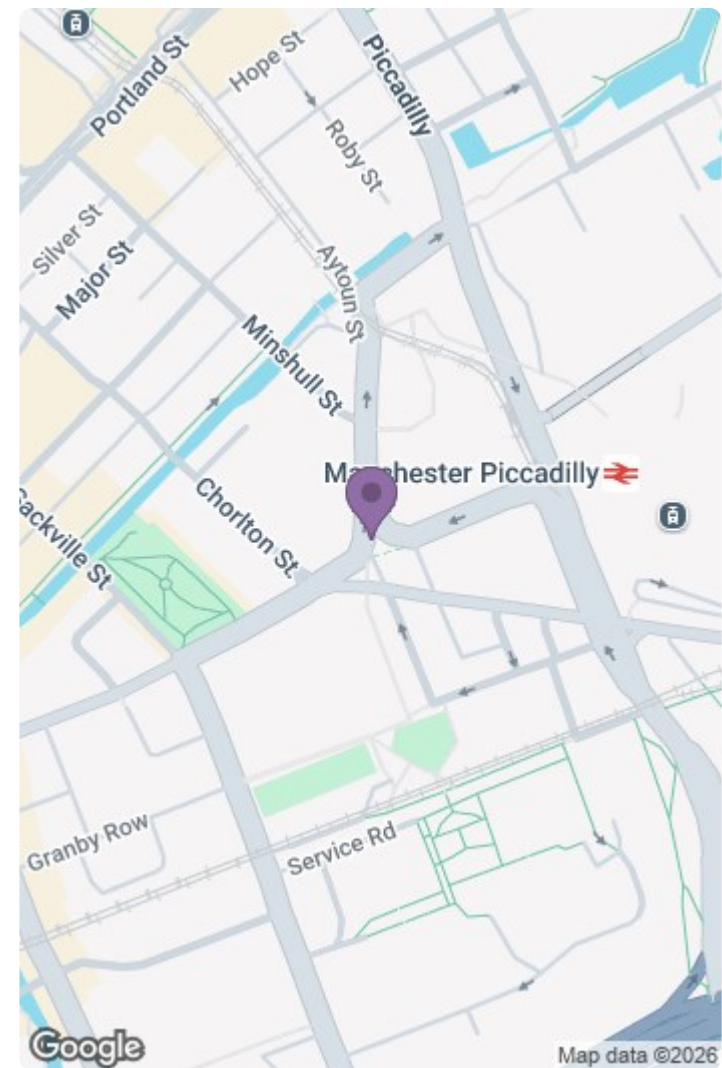 Portland St
Hope St
Piccadilly
Roby St
Silver St
Major St
Aytoun St
Minshull St
Manchester Piccadilly
Chorlton St
Sackville St
Granby Row
Service Rd
Google
Map data ©2026